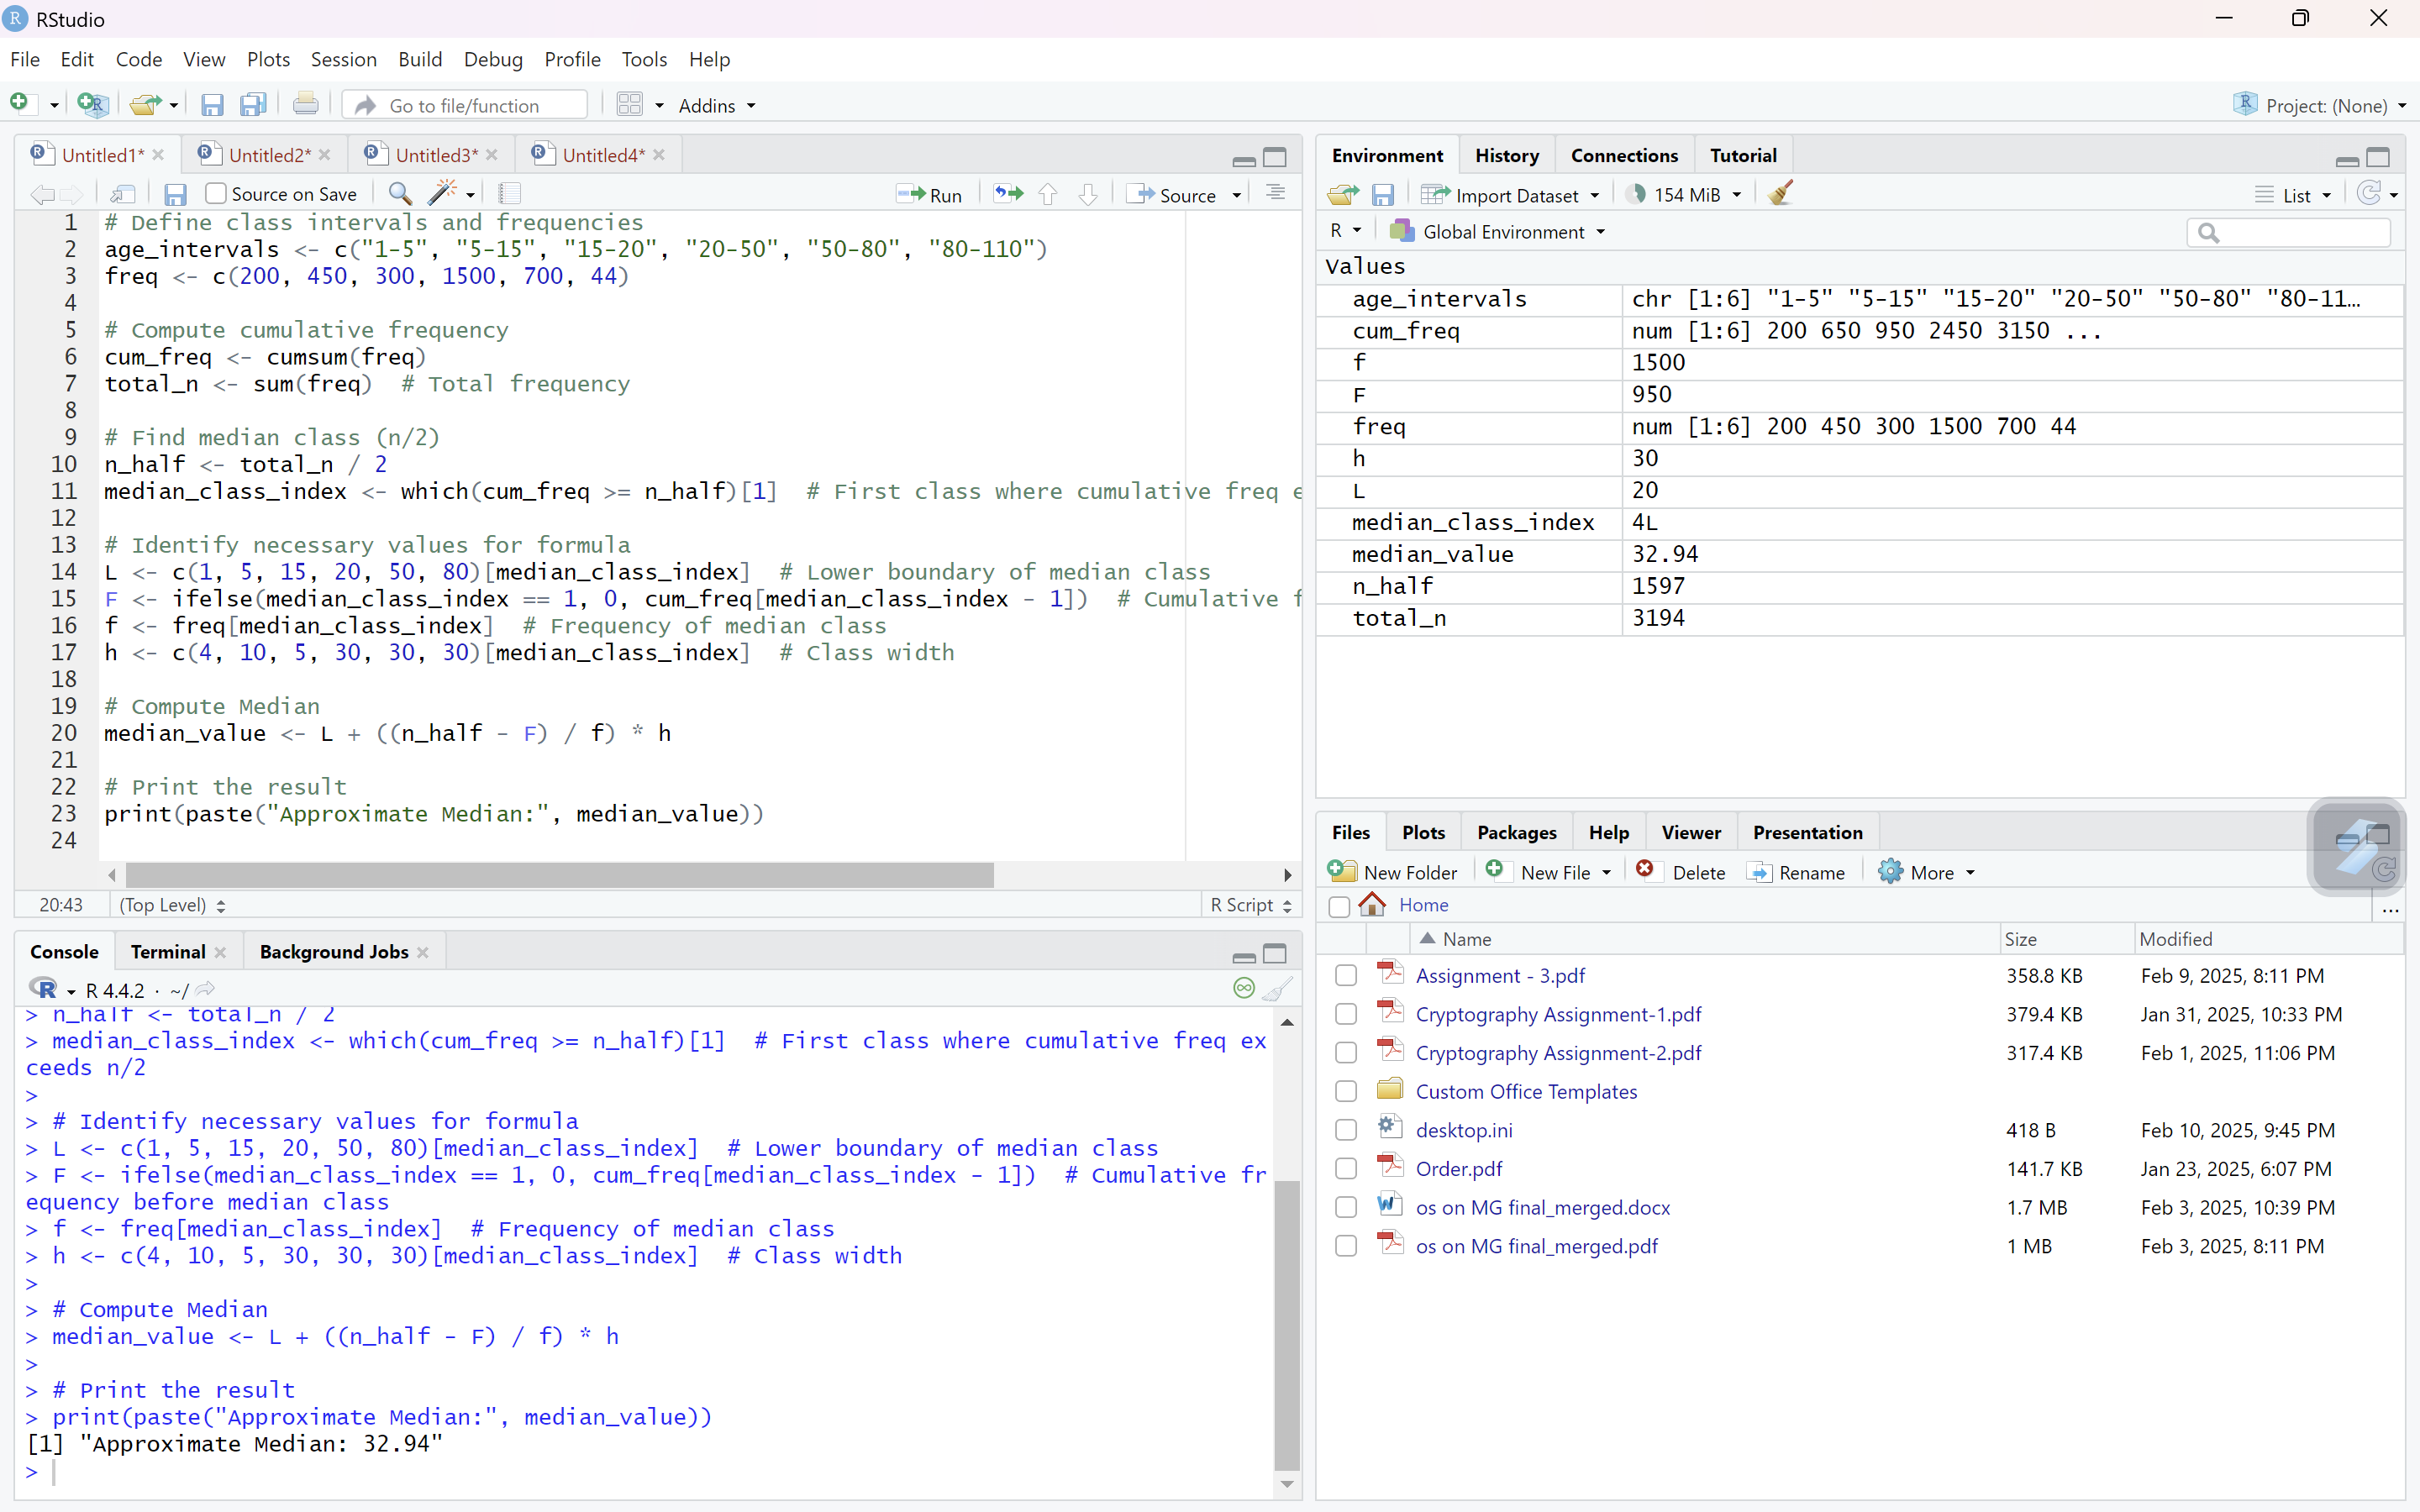 RStudio
File Edit Code View Plots Session Build Debug Profile Tools Help
Go to file/function Addins Project: (None)
Untitled1* Untitled2* Untitled3* Untitled4*
Source on Save Run Source
1 # Define class intervals and frequencies
2 age_intervals <- c("1-5", "5-15", "15-20", "20-50", "50-80", "80-110")
3 freq <- c(200, 450, 300, 1500, 700, 44)
4
5 # Compute cumulative frequency
6 cum_freq <- cumsum(freq)
7 total_n <- sum(freq)  # Total frequency
8
9 # Find median class (n/2)
10 n_half <- total_n / 2
11 median_class_index <- which(cum_freq >= n_half)[1]  # First class where cumulative freq e
12
13 # Identify necessary values for formula
14 L <- c(1, 5, 15, 20, 50, 80)[median_class_index]  # Lower boundary of median class
15 F <- ifelse(median_class_index == 1, 0, cum_freq[median_class_index - 1])  # Cumulative f
16 f <- freq[median_class_index]  # Frequency of median class
17 h <- c(4, 10, 5, 30, 30, 30)[median_class_index]  # Class width
18
19 # Compute Median
20 median_value <- L + ((n_half - F) / f) * h
21
22 # Print the result
23 print(paste("Approximate Median:", median_value))
24
20:43 (Top Level) R Script
Console Terminal Background Jobs
R R 4.4.2 · ~/
> n_half <- total_n / 2
> median_class_index <- which(cum_freq >= n_half)[1]  # First class where cumulative freq ex
ceeds n/2
>
> # Identify necessary values for formula
> L <- c(1, 5, 15, 20, 50, 80)[median_class_index]  # Lower boundary of median class
> F <- ifelse(median_class_index == 1, 0, cum_freq[median_class_index - 1])  # Cumulative fr
equency before median class
> f <- freq[median_class_index]  # Frequency of median class
> h <- c(4, 10, 5, 30, 30, 30)[median_class_index]  # Class width
>
> # Compute Median
> median_value <- L + ((n_half - F) / f) * h
>
> # Print the result
> print(paste("Approximate Median:", median_value))
[1] "Approximate Median: 32.94"
>
Environment History Connections Tutorial
Import Dataset 154 MiB List
R Global Environment
Values
age_intervals chr [1:6] "1-5" "5-15" "15-20" "20-50" "50-80" "80-11…
cum_freq num [1:6] 200 650 950 2450 3150 ...
f 1500
F 950
freq num [1:6] 200 450 300 1500 700 44
h 30
L 20
median_class_index 4L
median_value 32.94
n_half 1597
total_n 3194
Files Plots Packages Help Viewer Presentation
New Folder New File Delete Rename More
Home ...
Name Size Modified
Assignment - 3.pdf 358.8 KB Feb 9, 2025, 8:11 PM
Cryptography Assignment-1.pdf 379.4 KB Jan 31, 2025, 10:33 PM
Cryptography Assignment-2.pdf 317.4 KB Feb 1, 2025, 11:06 PM
Custom Office Templates
desktop.ini 418 B Feb 10, 2025, 9:45 PM
Order.pdf 141.7 KB Jan 23, 2025, 6:07 PM
os on MG final_merged.docx 1.7 MB Feb 3, 2025, 10:39 PM
os on MG final_merged.pdf 1 MB Feb 3, 2025, 8:11 PM